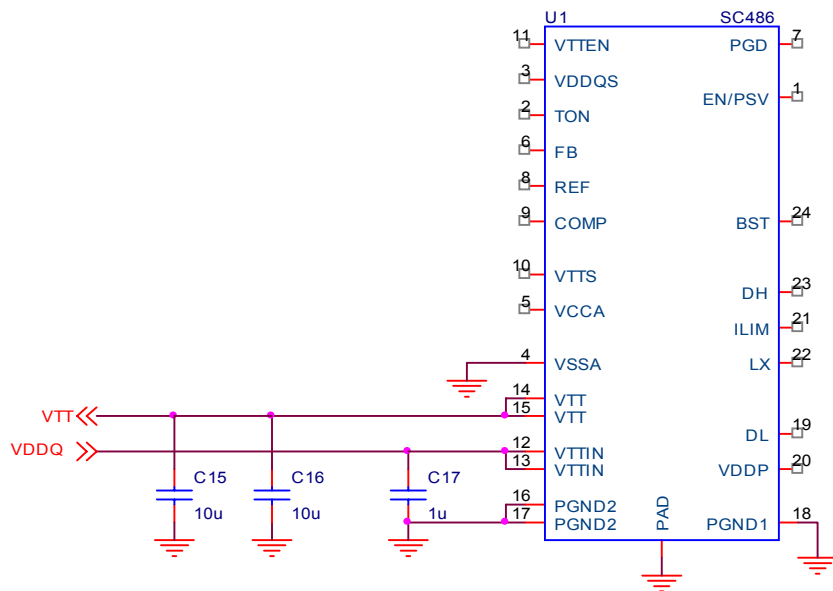 U1 SC486
11 VTTEN PGD 7
3 VDDQS
EN/PSV 1
2 TON
6 FB
8 REF
9 COMP BST 24
10 VTTS
DH 23
5 VCCA
ILIM 21
4 VSSA LX 22
14 VTT
VTT 15 VTT
DL 19
VDDQ 12 VTTIN
13 VTTIN VDDP 20
C15 C16 C17
16 PGND2
10u 10u 1u 17 PGND2 PAD PGND1 18